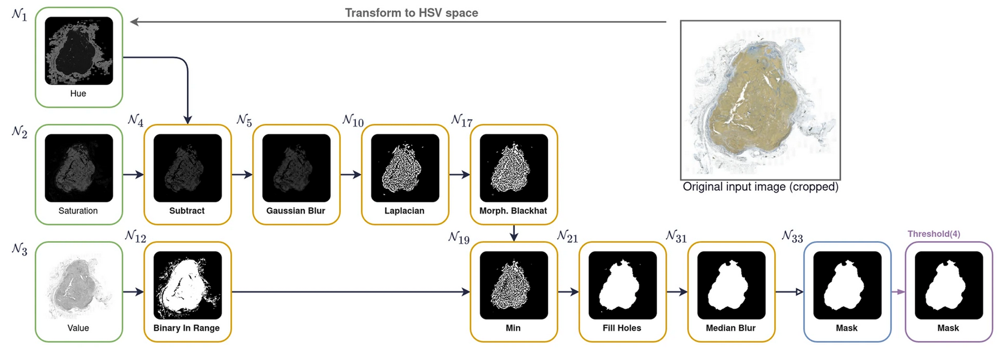 𝒩1
Transform to HSV space
Hue
Original input image (cropped)
𝒩2
𝒩4
𝒩5
𝒩10
𝒩17
Saturation
Subtract
Gaussian Blur
Laplacian
Morph. Blackhat
𝒩3
𝒩12
𝒩19
𝒩21
𝒩31
𝒩33
Threshold(4)
Value
Binary In Range
Min
Fill Holes
Median Blur
Mask
Mask